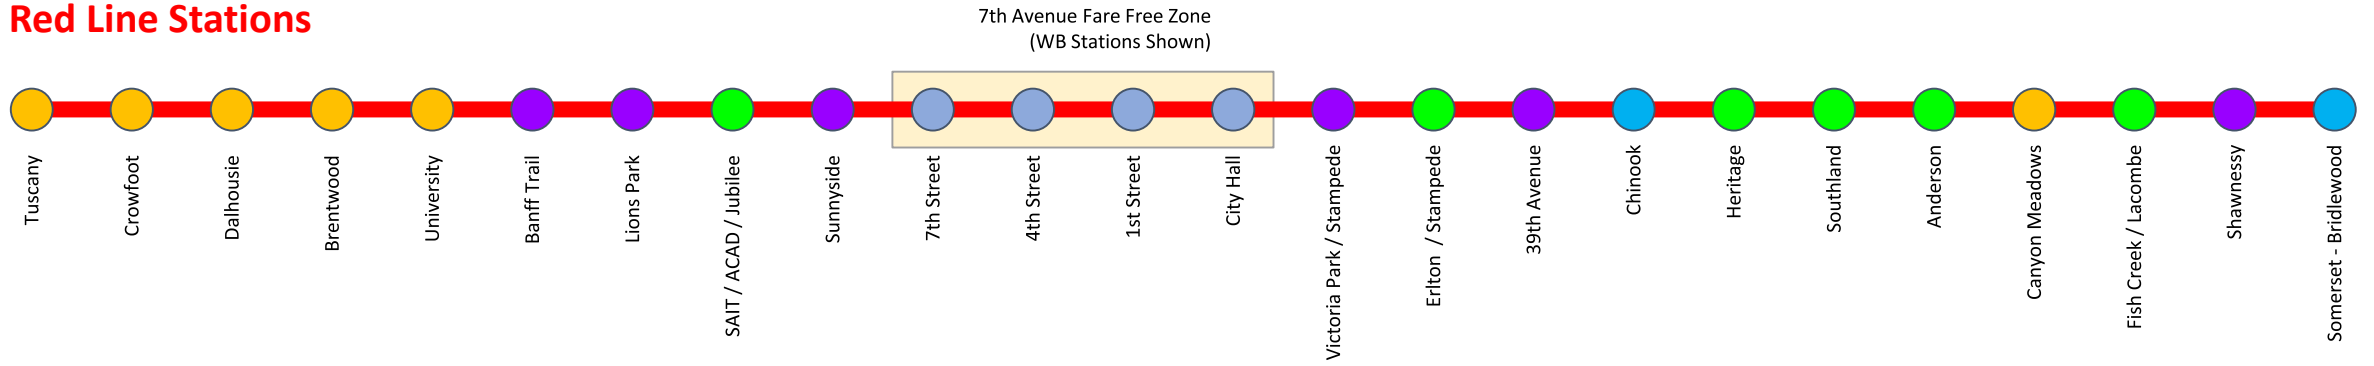 Red Line Stations
7th Avenue Fare Free Zone
(WB Stations Shown)
Tuscany
Crowfoot
Dalhousie
Brentwood
University
Banff Trail
Lions Park
SAIT / ACAD / Jubilee
Sunnyside
7th Street
4th Street
1st Street
City Hall
Victoria Park / Stampede
Erlton  / Stampede
39th Avenue
Chinook
Heritage
Southland
Anderson
Canyon Meadows
Fish Creek / Lacombe
Shawnessy
Somerset - Bridlewood